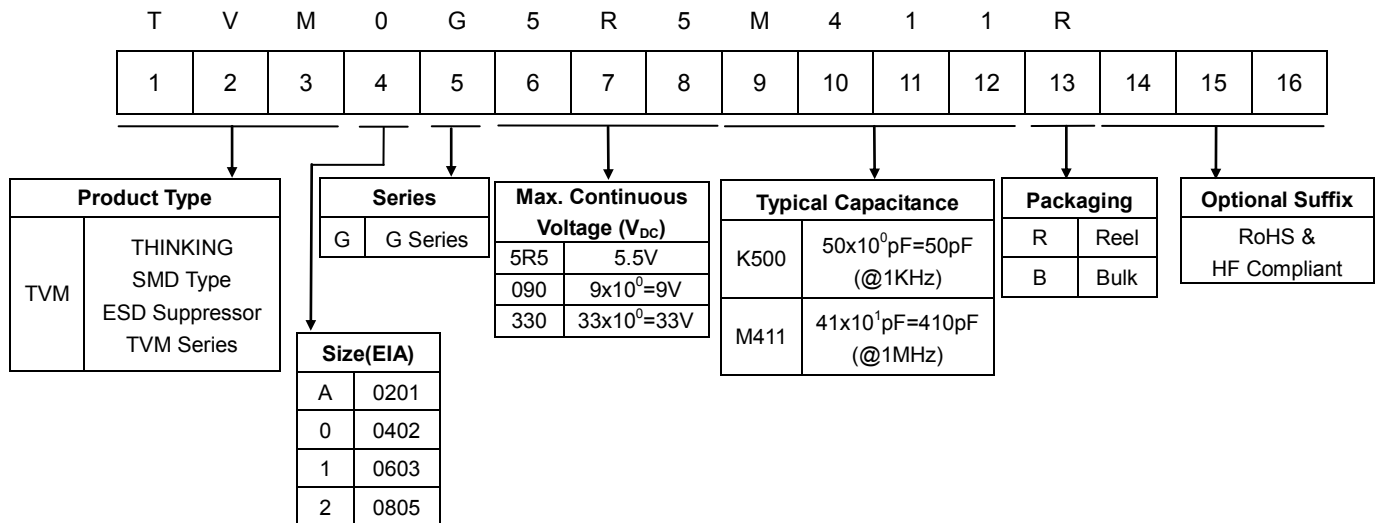 T V M 0 G 5 R 5 M 4 1 1 R
1 2 3 4 5 6 7 8 9 10 11 12 13 14 15 16
Product Type
TVM
THINKING
SMD Type
ESD Suppressor
TVM Series
Size(EIA)
A 0201
0 0402
1 0603
2 0805
Series
G G Series
Max. Continuous
Voltage (V_DC)
5R5 5.5V
090 9x10⁰=9V
330 33x10⁰=33V
Typical Capacitance
K500
50x10⁰pF=50pF
(@1KHz)
M411
41x10¹pF=410pF
(@1MHz)
Packaging
R Reel
B Bulk
Optional Suffix
RoHS &
HF Compliant